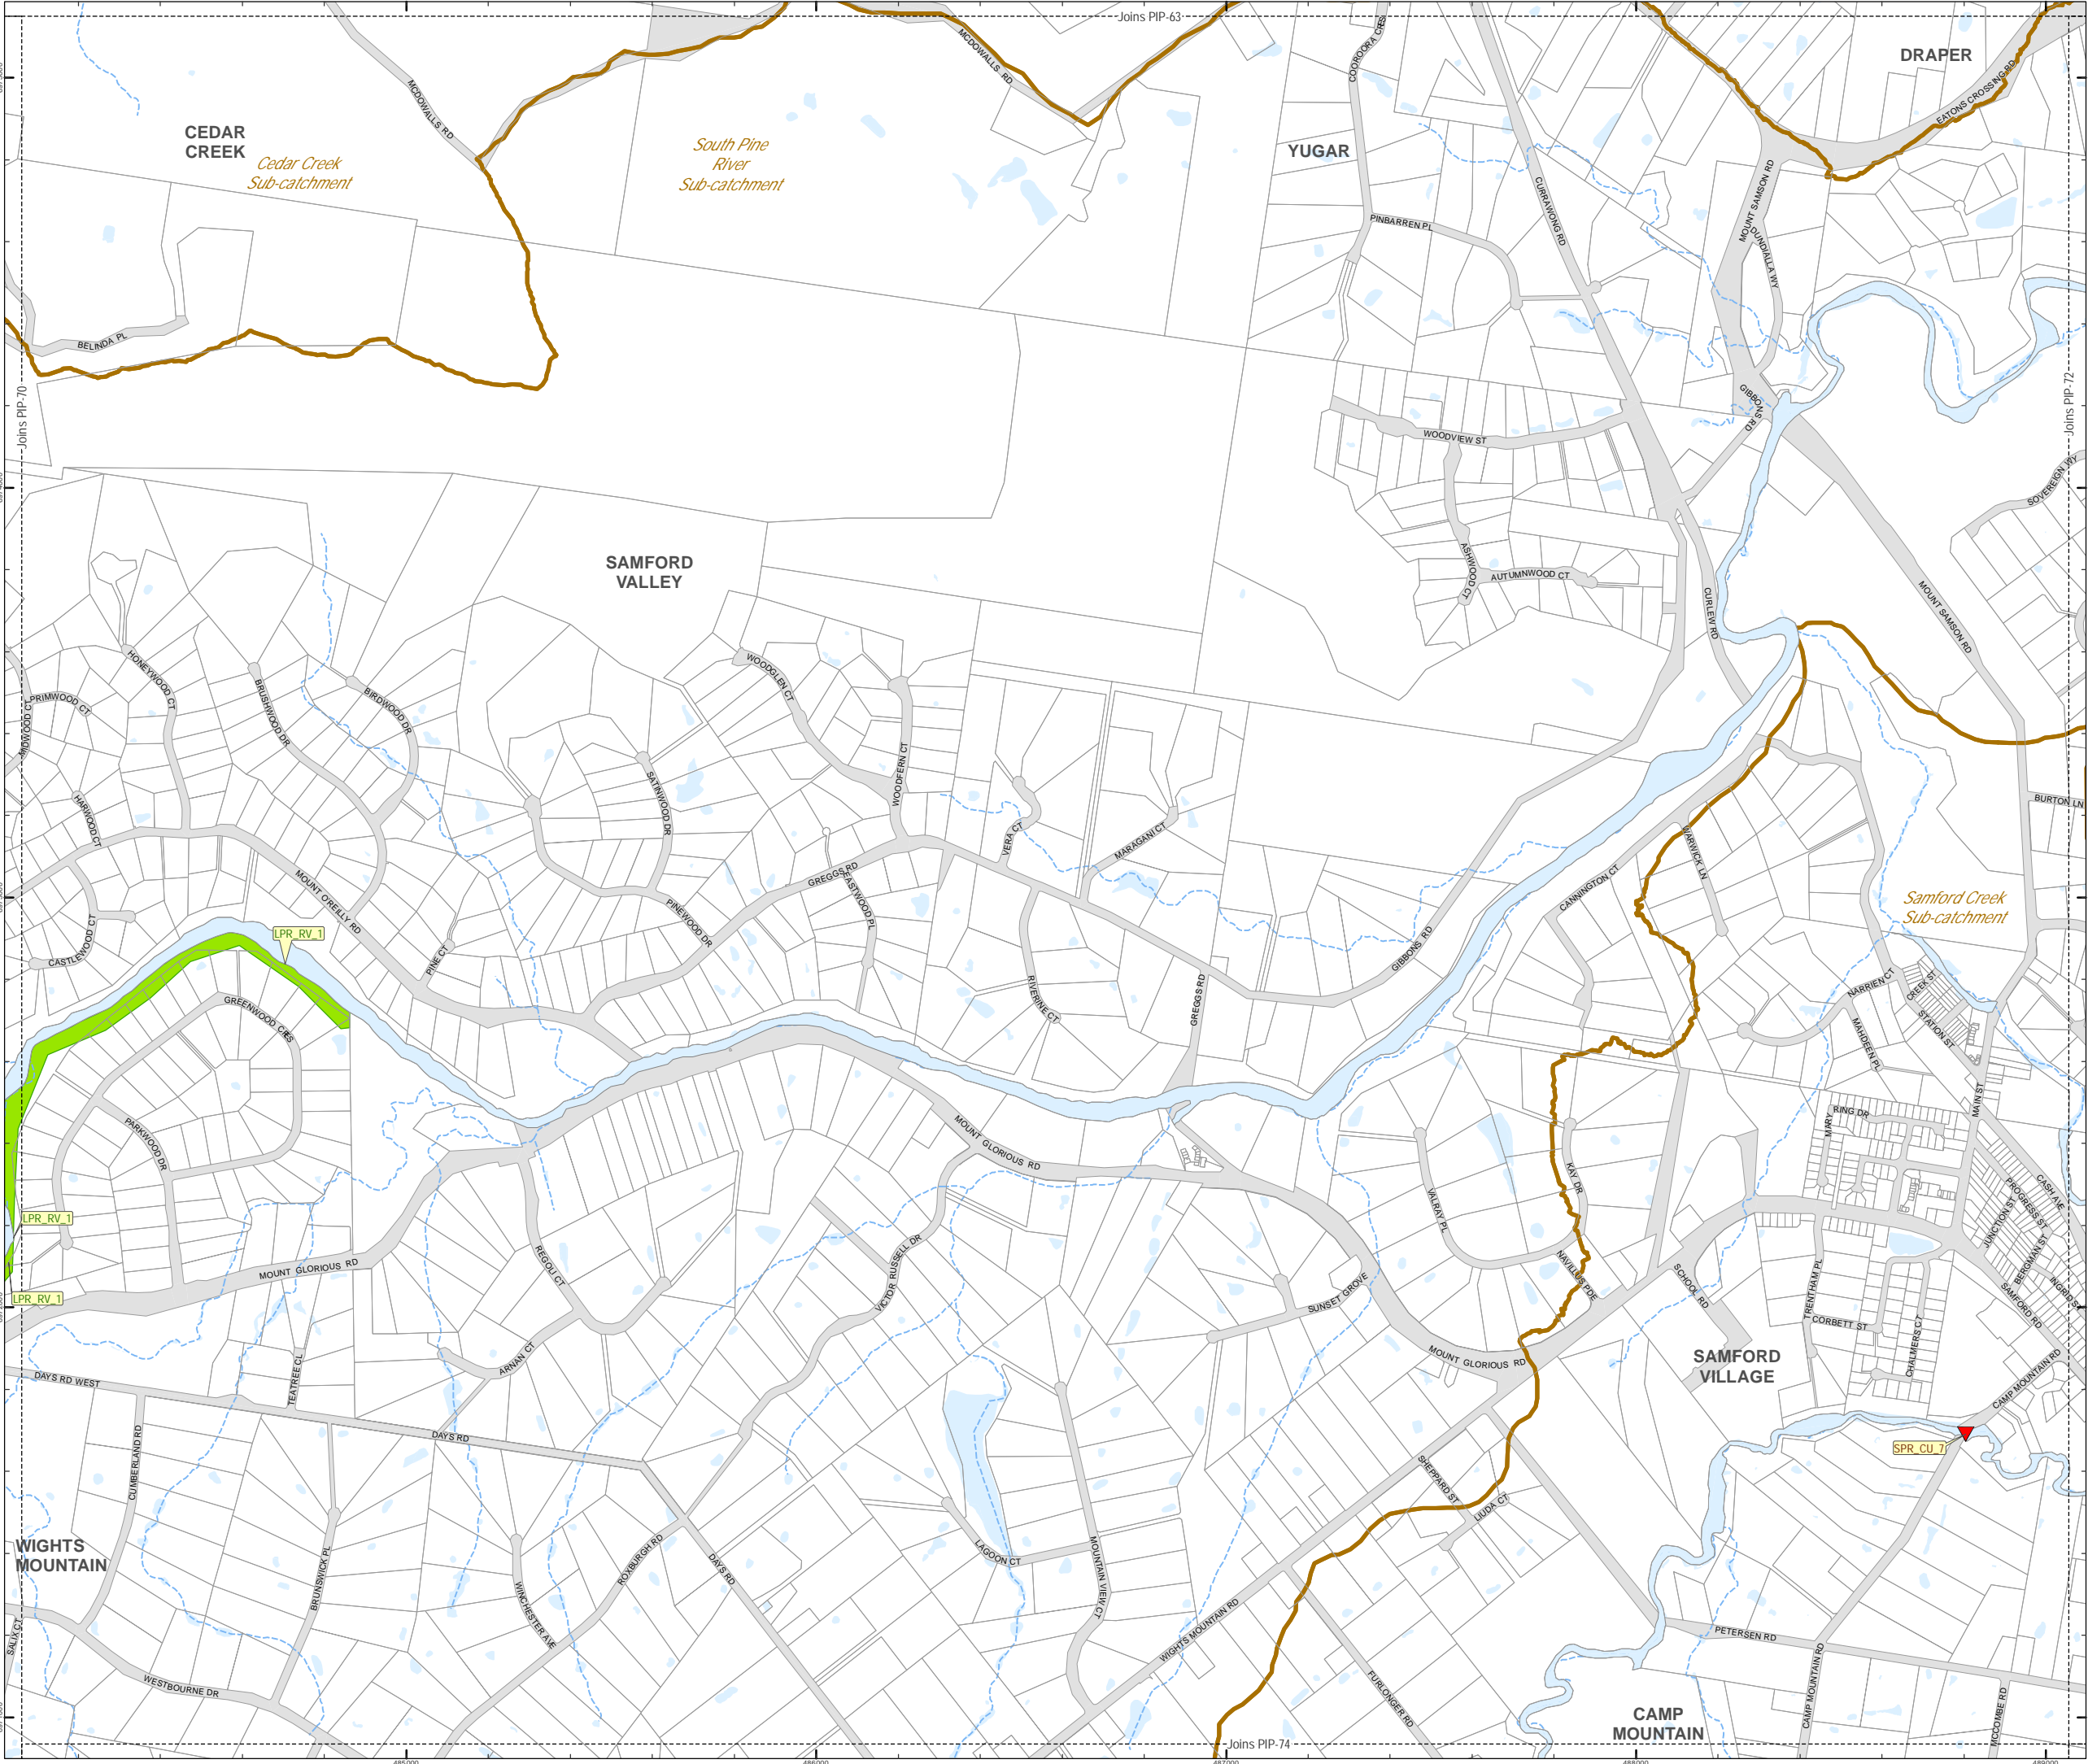 Joins PIP-63
DRAPER
COOROORA CRES
MCDOWALLS RD
MCDOWALLS RD
EATONS CROSSING RD
CEDAR
CREEK
Cedar Creek
Sub-catchment
South Pine
River
Sub-catchment
YUGAR
CURRAWONG RD
MOUNT SAMSON RD
PINBARREN PL
DUNDIALLA WY
BELINDA PL
Joins PIP-70
Joins PIP-72
GIBBONS RD
WOODVIEW ST
SOVEREIGN WY
SAMFORD
VALLEY
ASHWOOD CT
AUTUMNWOOD CT
CURLEW RD
MOUNT SAMSON RD
HONEYWOOD CT
PRIMWOOD CT
MIDWOOD CT
BRUSHWOOD DR
BIRDWOOD DR
WOODGLEN CT
WOODFERN CT
SATINWOOD DR
HARIWOOD CT
VERA CT
MARAGANI CT
BURTON LN
WARWICK LN
CANNINGTON CT
MOUNT O'REILLY RD
GREGGS RD
EASTWOOD PL
PINEWOOD DR
Samford Creek
Sub-catchment
LPR_RV_1
CASTLEWOOD CT
PINE CT
GIBBONS RD
RIVERINE CT
GREGGS RD
GREENWOOD CRES
NARRIEN CT
CREEK ST
STATION ST
MAHDEEN PL
MAIN ST
RING DR
MARY
PARKWOOD DR
MOUNT GLORIOUS RD
KAY DR
VALRAY PL
CASH AVE
PROGRESS ST
JUNCTION ST
BERGMAN ST
INGRID ST
SAMFORD RD
LPR_RV_1
LPR_RV_1
MOUNT GLORIOUS RD
REGOLI CT
VICTOR RUSSELL DR
SUNSET GROVE
NAVILLUS PDE
SCHOOL RD
TRENTHAM PL
T CORBETT ST
CHALMERS CT
CAMP MOUNTAIN RD
MOUNT GLORIOUS RD
SAMFORD
VILLAGE
ARNAN CT
TEATREE CL
DAYS RD WEST
DAYS RD
CUMBERLAND RD
SPR_CU_7
SHEPPARD ST
LIUDA CT
WIGHTS
MOUNTAIN
BRUNSWICK PL
WINCHESTER AVE
ROXBURGH RD
DAYS RD
LAGOON CT
MOUNTAIN VIEW CT
WIGHTS MOUNTAIN RD
PETERSEN RD
SALIX CT
WESTBOURNE DR
FURLONGER RD
CAMP MOUNTAIN RD
MCCOMBE RD
CAMP
MOUNTAIN
Joins PIP-74
485000
486000
487000
488000
489000